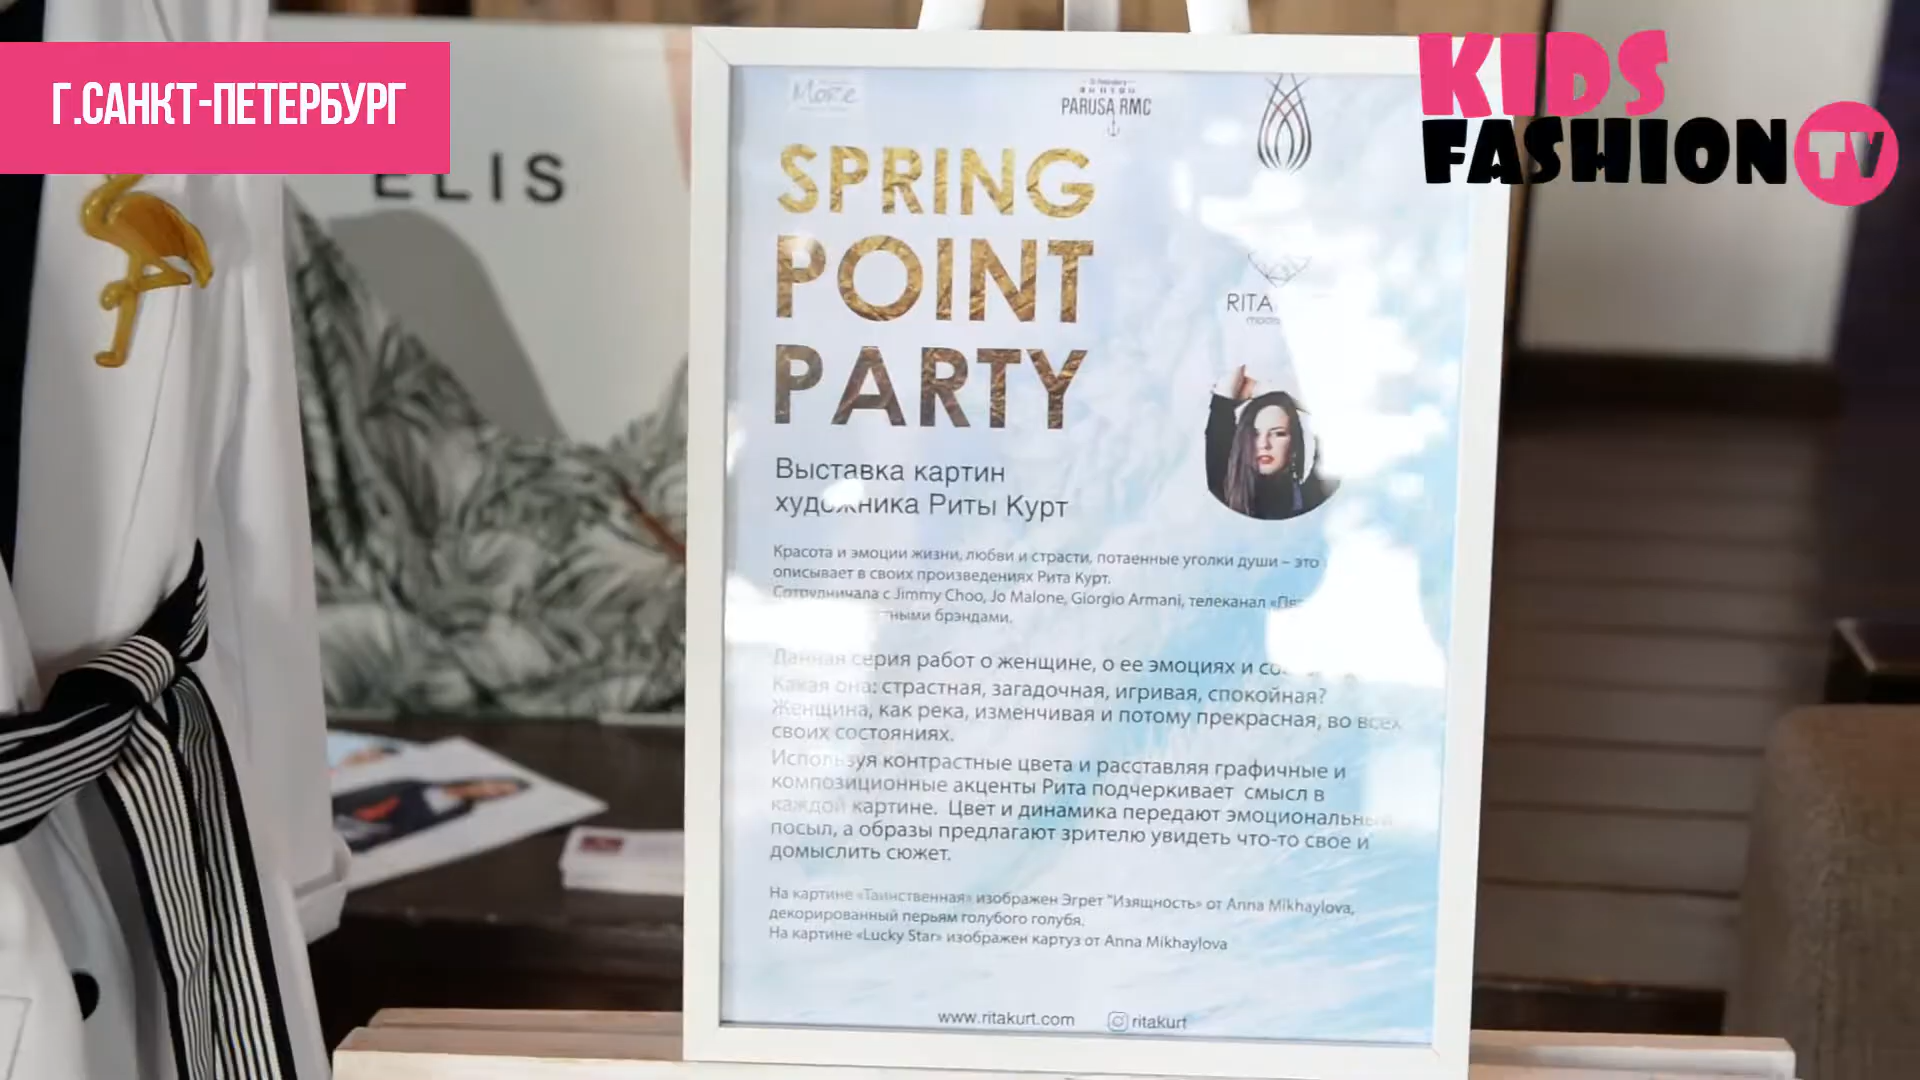 Г.САНКТ-ПЕТЕРБУРГ
KIDS
FASHION TV
ELIS
More
PARUSA RMC
SPRING
POINT
PARTY
RITA
Выставка картин
художника Риты Курт
Красота и эмоции жизни, любви и страсти, потаенные уголки души – это
описывает в своих произведениях Рита Курт.
Сотрудничала с Jimmy Choo, Jo Malone, Giorgio Armani, телеканал
брэндами.
Данная серия работ о женщине, о ее эмоциях и
Какая она: страстная, загадочная, игривая, спокойная?
Женщина, как река, изменчивая и потому прекрасная, во всех
своих состояниях.
Используя контрастные цвета и расставляя графичные и
композиционные акценты Рита подчеркивает смысл в
каждой картине. Цвет и динамика передают эмоциональный
посыл, а образы предлагают зрителю увидеть что-то свое и
домыслить сюжет.
На картине «Таинственная» изображен Эгрет "Изящность» от Anna Mikhaylova,
декорированный перьям голубого голубя.
На картине «Lucky Star» изображен картуз от Anna Mikhaylova
www.ritakurt.com ritakurt